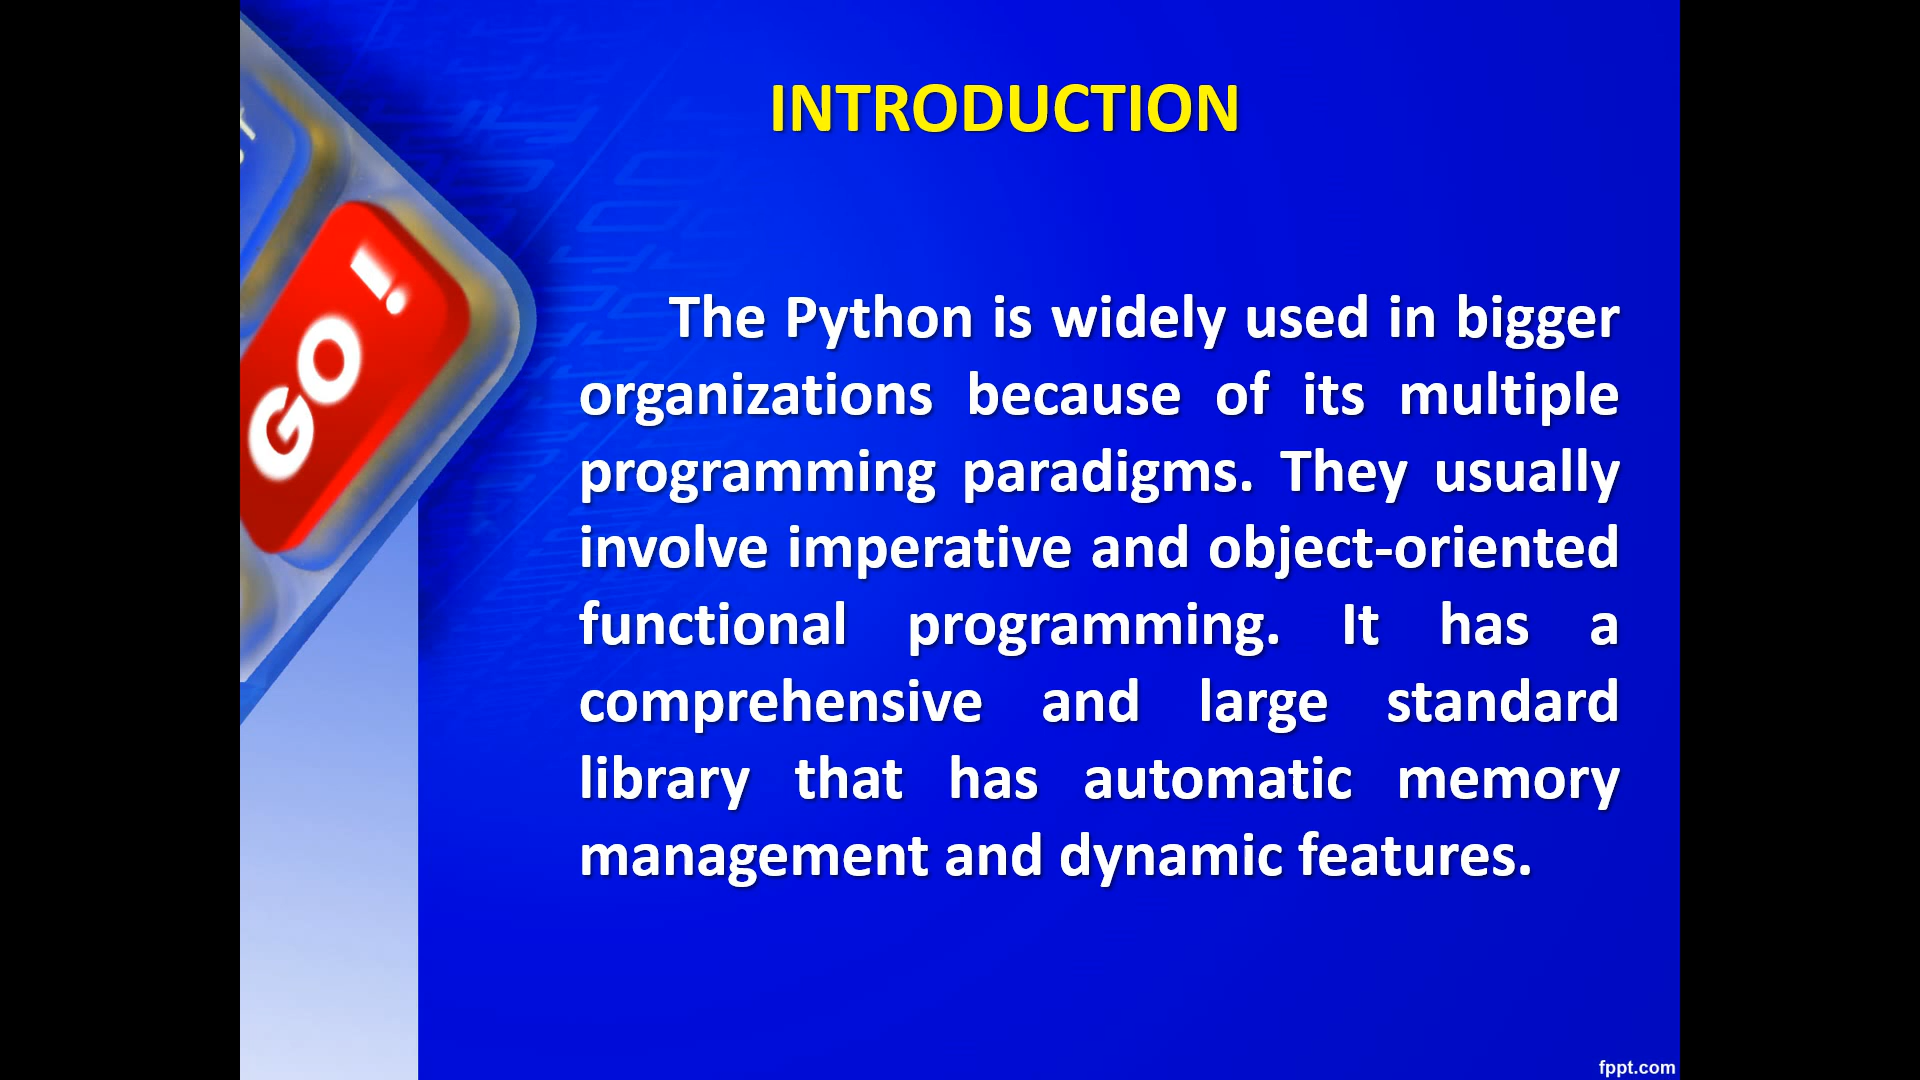 INTRODUCTION
GO !
The Python is widely used in bigger
organizations because of its multiple
programming paradigms. They usually
involve imperative and object-oriented
functional programming. It has a
comprehensive and large standard
library that has automatic memory
management and dynamic features.
fppt.com